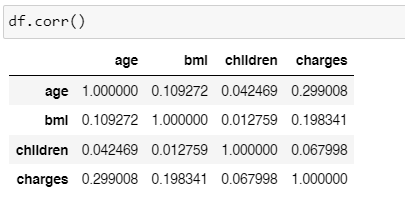 df.corr()
age bmi children charges
age 1.000000 0.109272 0.042469 0.299008
bmi 0.109272 1.000000 0.012759 0.198341
children 0.042469 0.012759 1.000000 0.067998
charges 0.299008 0.198341 0.067998 1.000000